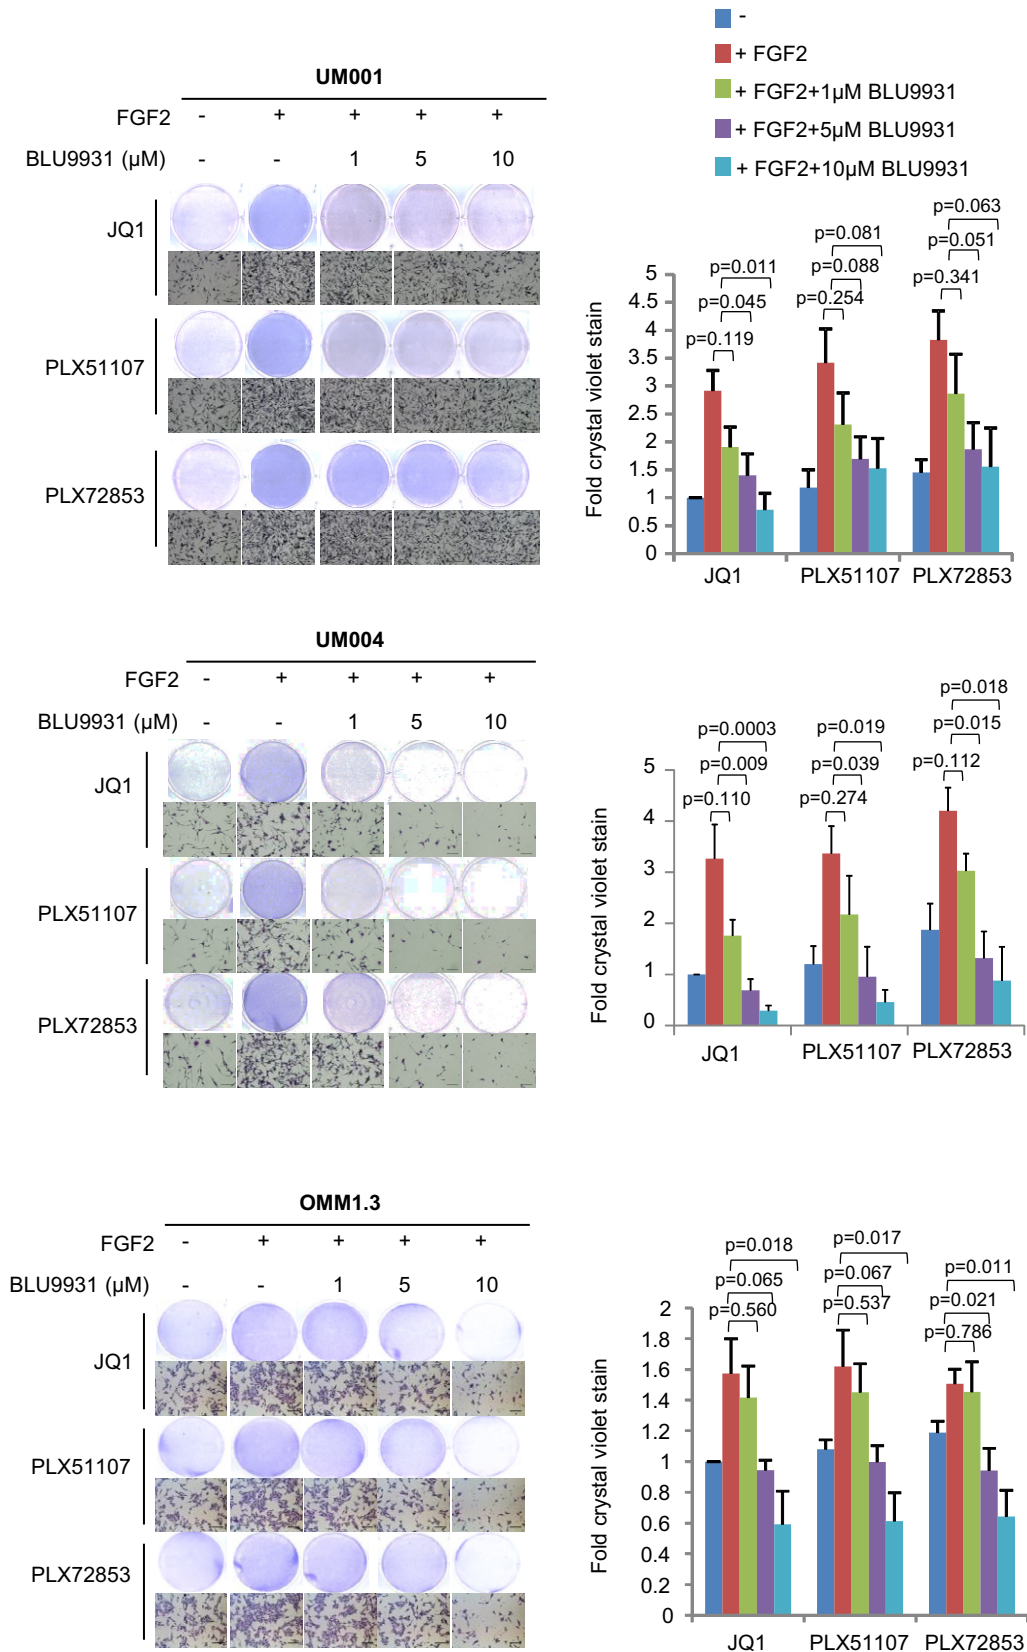 -
+ FGF2
+ FGF2+1µM BLU9931
+ FGF2+5µM BLU9931
+ FGF2+10µM BLU9931
UM001
FGF2 - + + + +
BLU9931 (µM) - - 1 5 10
JQ1
PLX51107
PLX72853
Fold crystal violet stain
5
4.5
4
3.5
3
2.5
2
1.5
1
0.5
0
p=0.011
p=0.045
p=0.119
p=0.081
p=0.088
p=0.254
p=0.063
p=0.051
p=0.341
JQ1 PLX51107 PLX72853
UM004
FGF2 - + + + +
BLU9931 (µM) - - 1 5 10
JQ1
PLX51107
PLX72853
Fold crystal violet stain
5
4
3
2
1
0
p=0.0003
p=0.009
p=0.110
p=0.019
p=0.039
p=0.274
p=0.018
p=0.015
p=0.112
JQ1 PLX51107 PLX72853
OMM1.3
FGF2 - + + + +
BLU9931 (µM) - - 1 5 10
JQ1
PLX51107
PLX72853
Fold crystal violet stain
2
1.8
1.6
1.4
1.2
1
0.8
0.6
0.4
0.2
0
p=0.018
p=0.065
p=0.560
p=0.017
p=0.067
p=0.537
p=0.011
p=0.021
p=0.786
JQ1 PLX51107 PLX72853